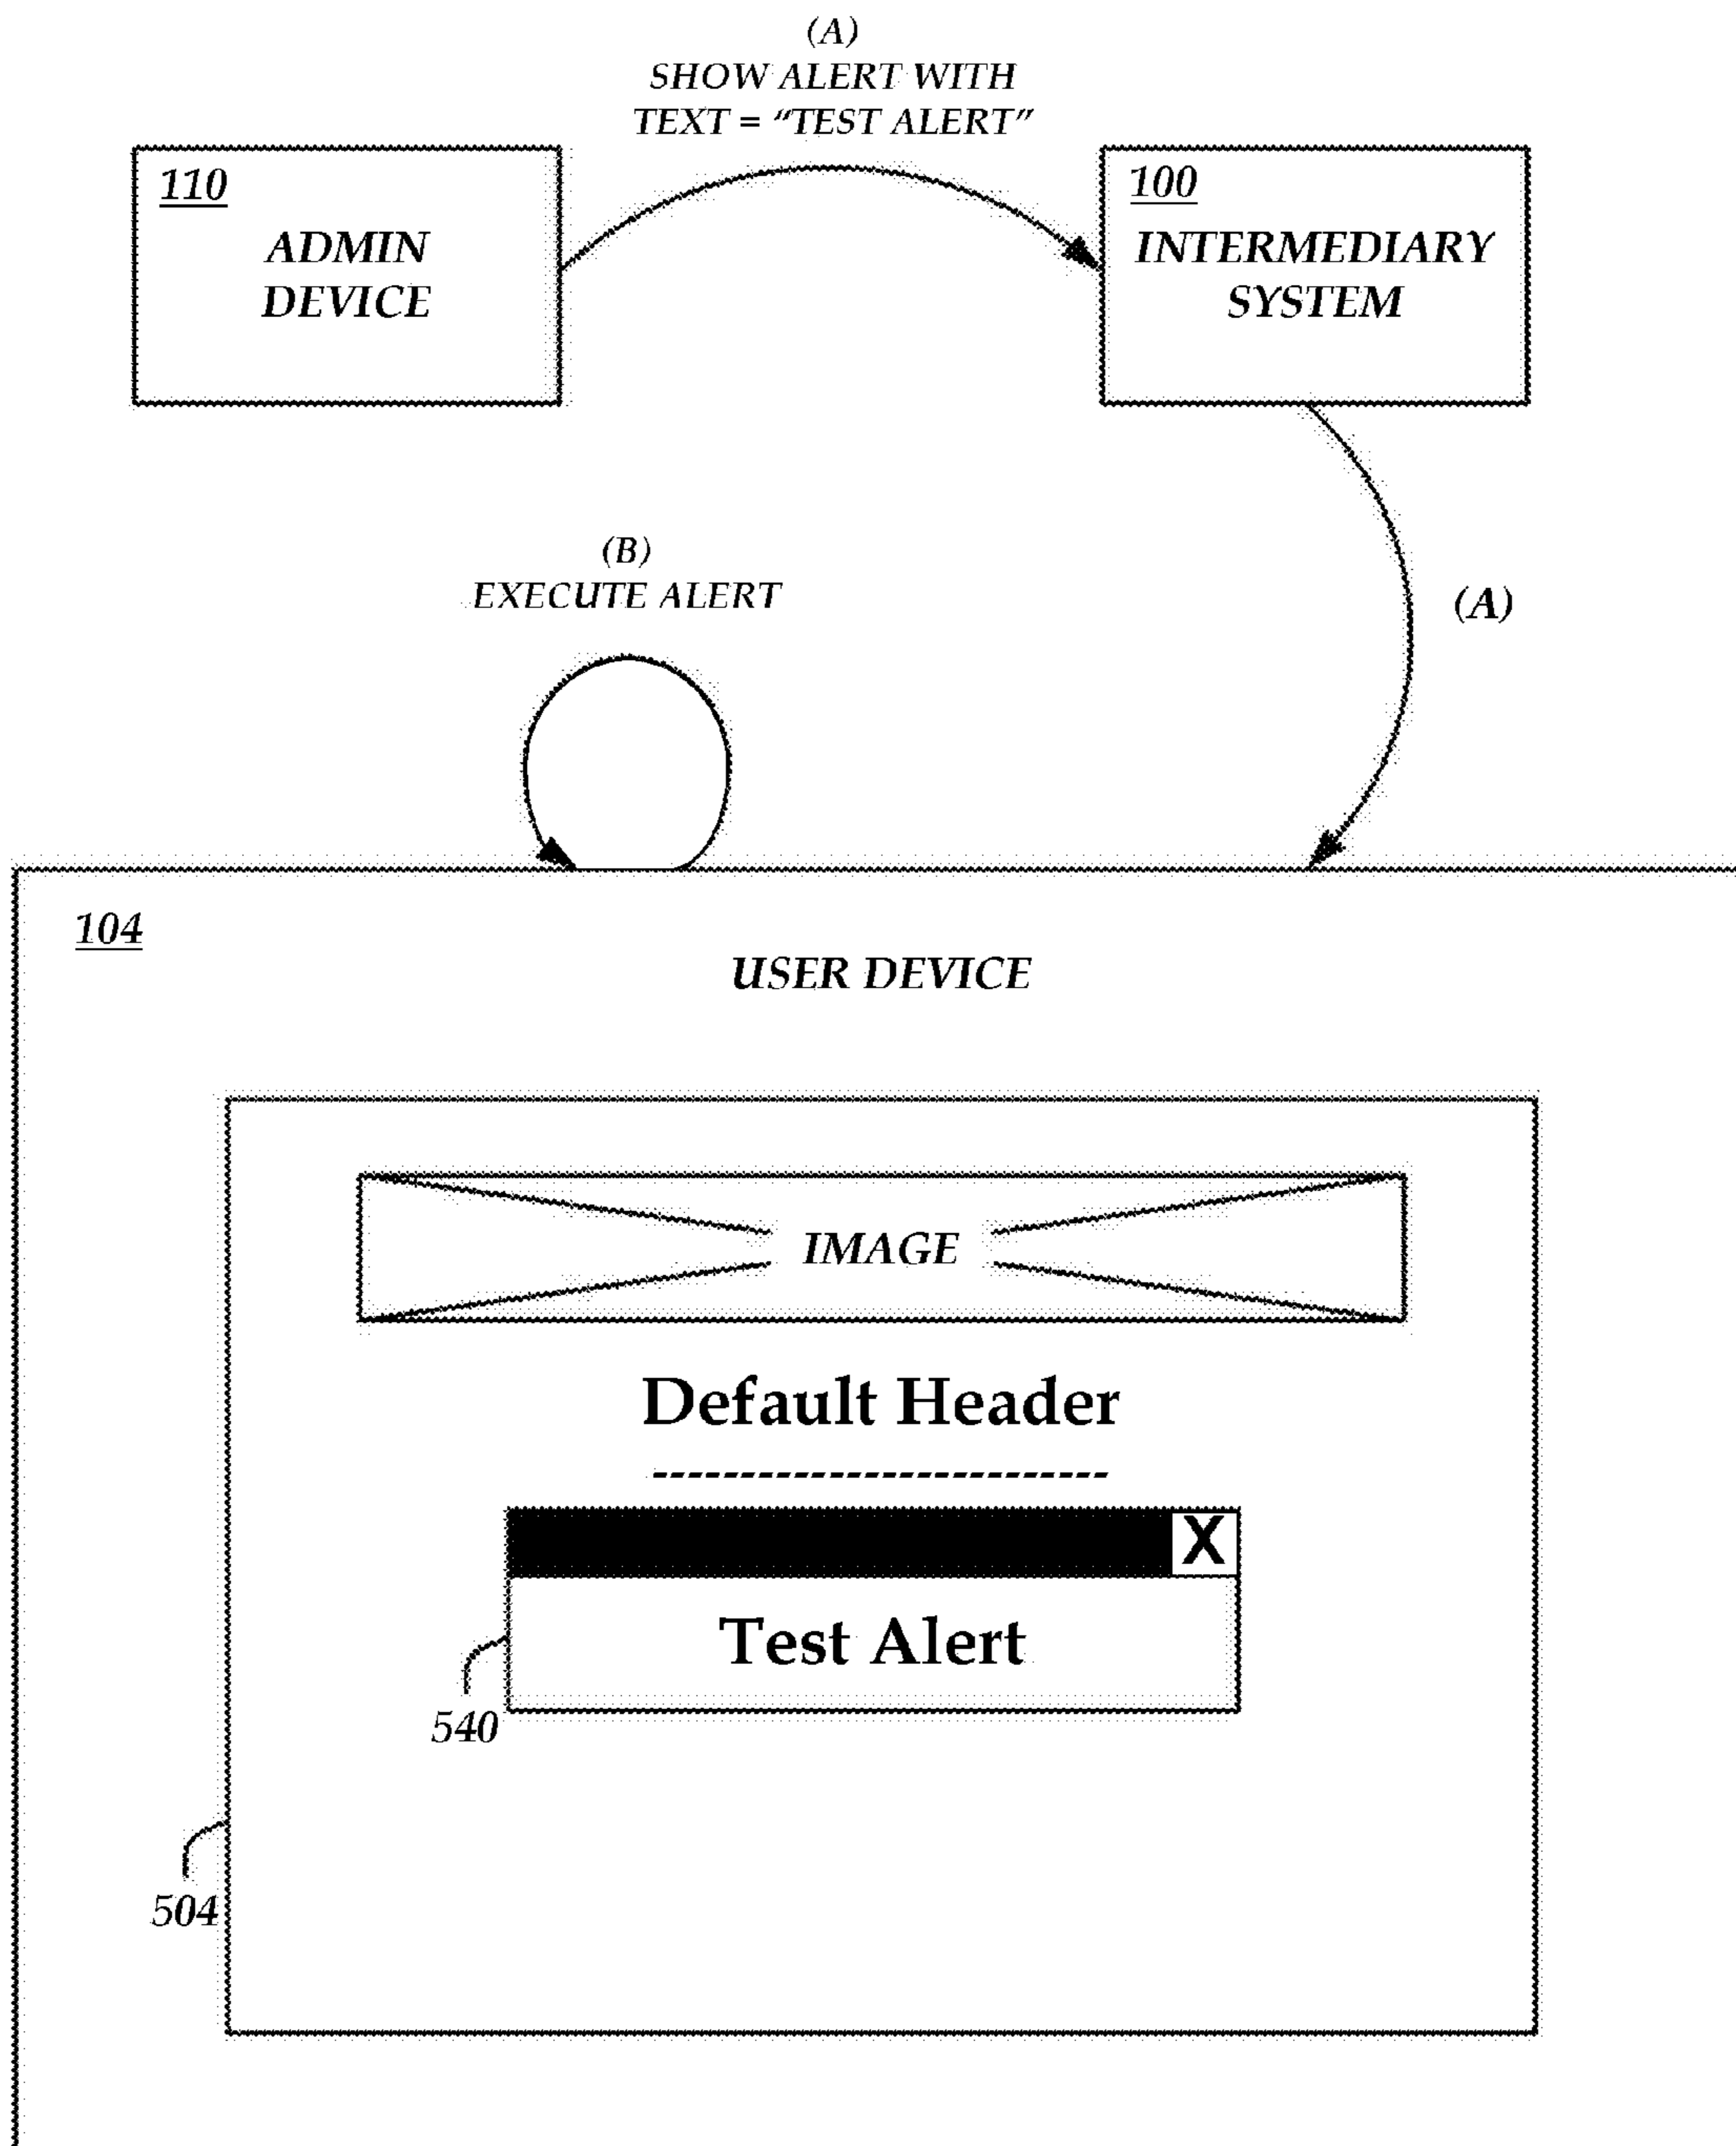 (A)
SHOW ALERT WITH
TEXT = "TEST ALERT"
110
ADMIN
DEVICE
100
INTERMEDIARY
SYSTEM
(B)
EXECUTE ALERT
(A)
104
USER DEVICE
IMAGE
Default Header
X
Test Alert
540
504